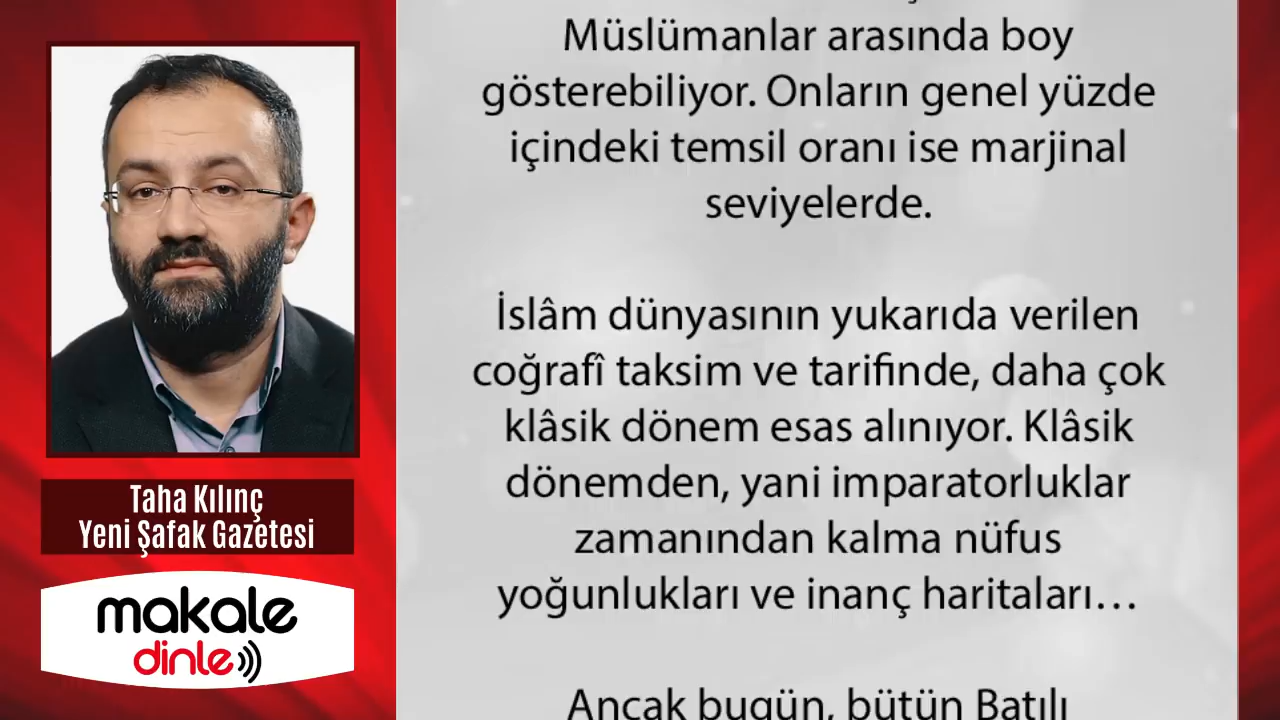 Müslümanlar arasında boy
gösterebiliyor. Onların genel yüzde
içindeki temsil oranı ise marjinal
seviyelerde.
İslâm dünyasının yukarıda verilen
coğrafî taksim ve tarifinde, daha çok
klâsik dönem esas alınıyor. Klâsik
dönemden, yani imparatorluklar
zamanından kalma nüfus
yoğunlukları ve inanç haritaları…
Ancak bugün, bütün Batılı
Taha Kılınç
Yeni Şafak Gazetesi
makale
dinle